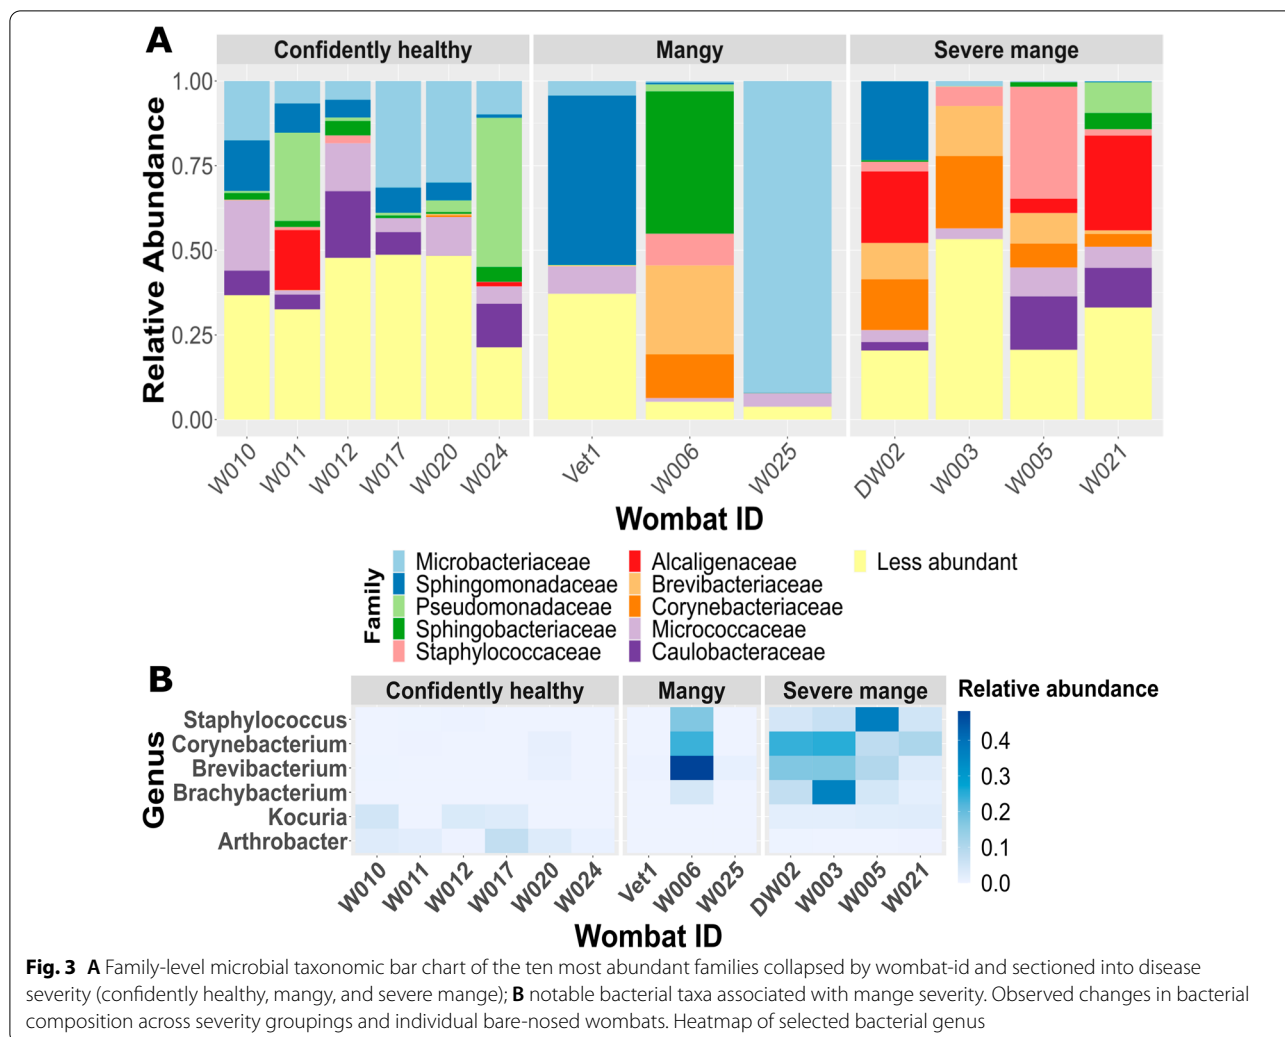 A
Confidently healthy
Mangy
Severe mange
Relative Abundance
1.00
0.75
0.50
0.25
0.00
W010
W011
W012
W017
W020
W024
Vet1
W006
W025
DW02
W003
W005
W021
Wombat ID
Family
Microbacteriaceae
Sphingomonadaceae
Pseudomonadaceae
Sphingobacteriaceae
Staphylococcaceae
Alcaligenaceae
Brevibacteriaceae
Corynebacteriaceae
Micrococcaceae
Caulobacteraceae
Less abundant
B
Confidently healthy
Mangy
Severe mange
Genus
Staphylococcus
Corynebacterium
Brevibacterium
Brachybacterium
Kocuria
Arthrobacter
W010
W011
W012
W017
W020
W024
Vet1
W006
W025
DW02
W003
W005
W021
Wombat ID
Relative abundance
0.4
0.3
0.2
0.1
0.0
Fig. 3 A Family-level microbial taxonomic bar chart of the ten most abundant families collapsed by wombat-id and sectioned into disease
severity (confidently healthy, mangy, and severe mange); B notable bacterial taxa associated with mange severity. Observed changes in bacterial
composition across severity groupings and individual bare-nosed wombats. Heatmap of selected bacterial genus